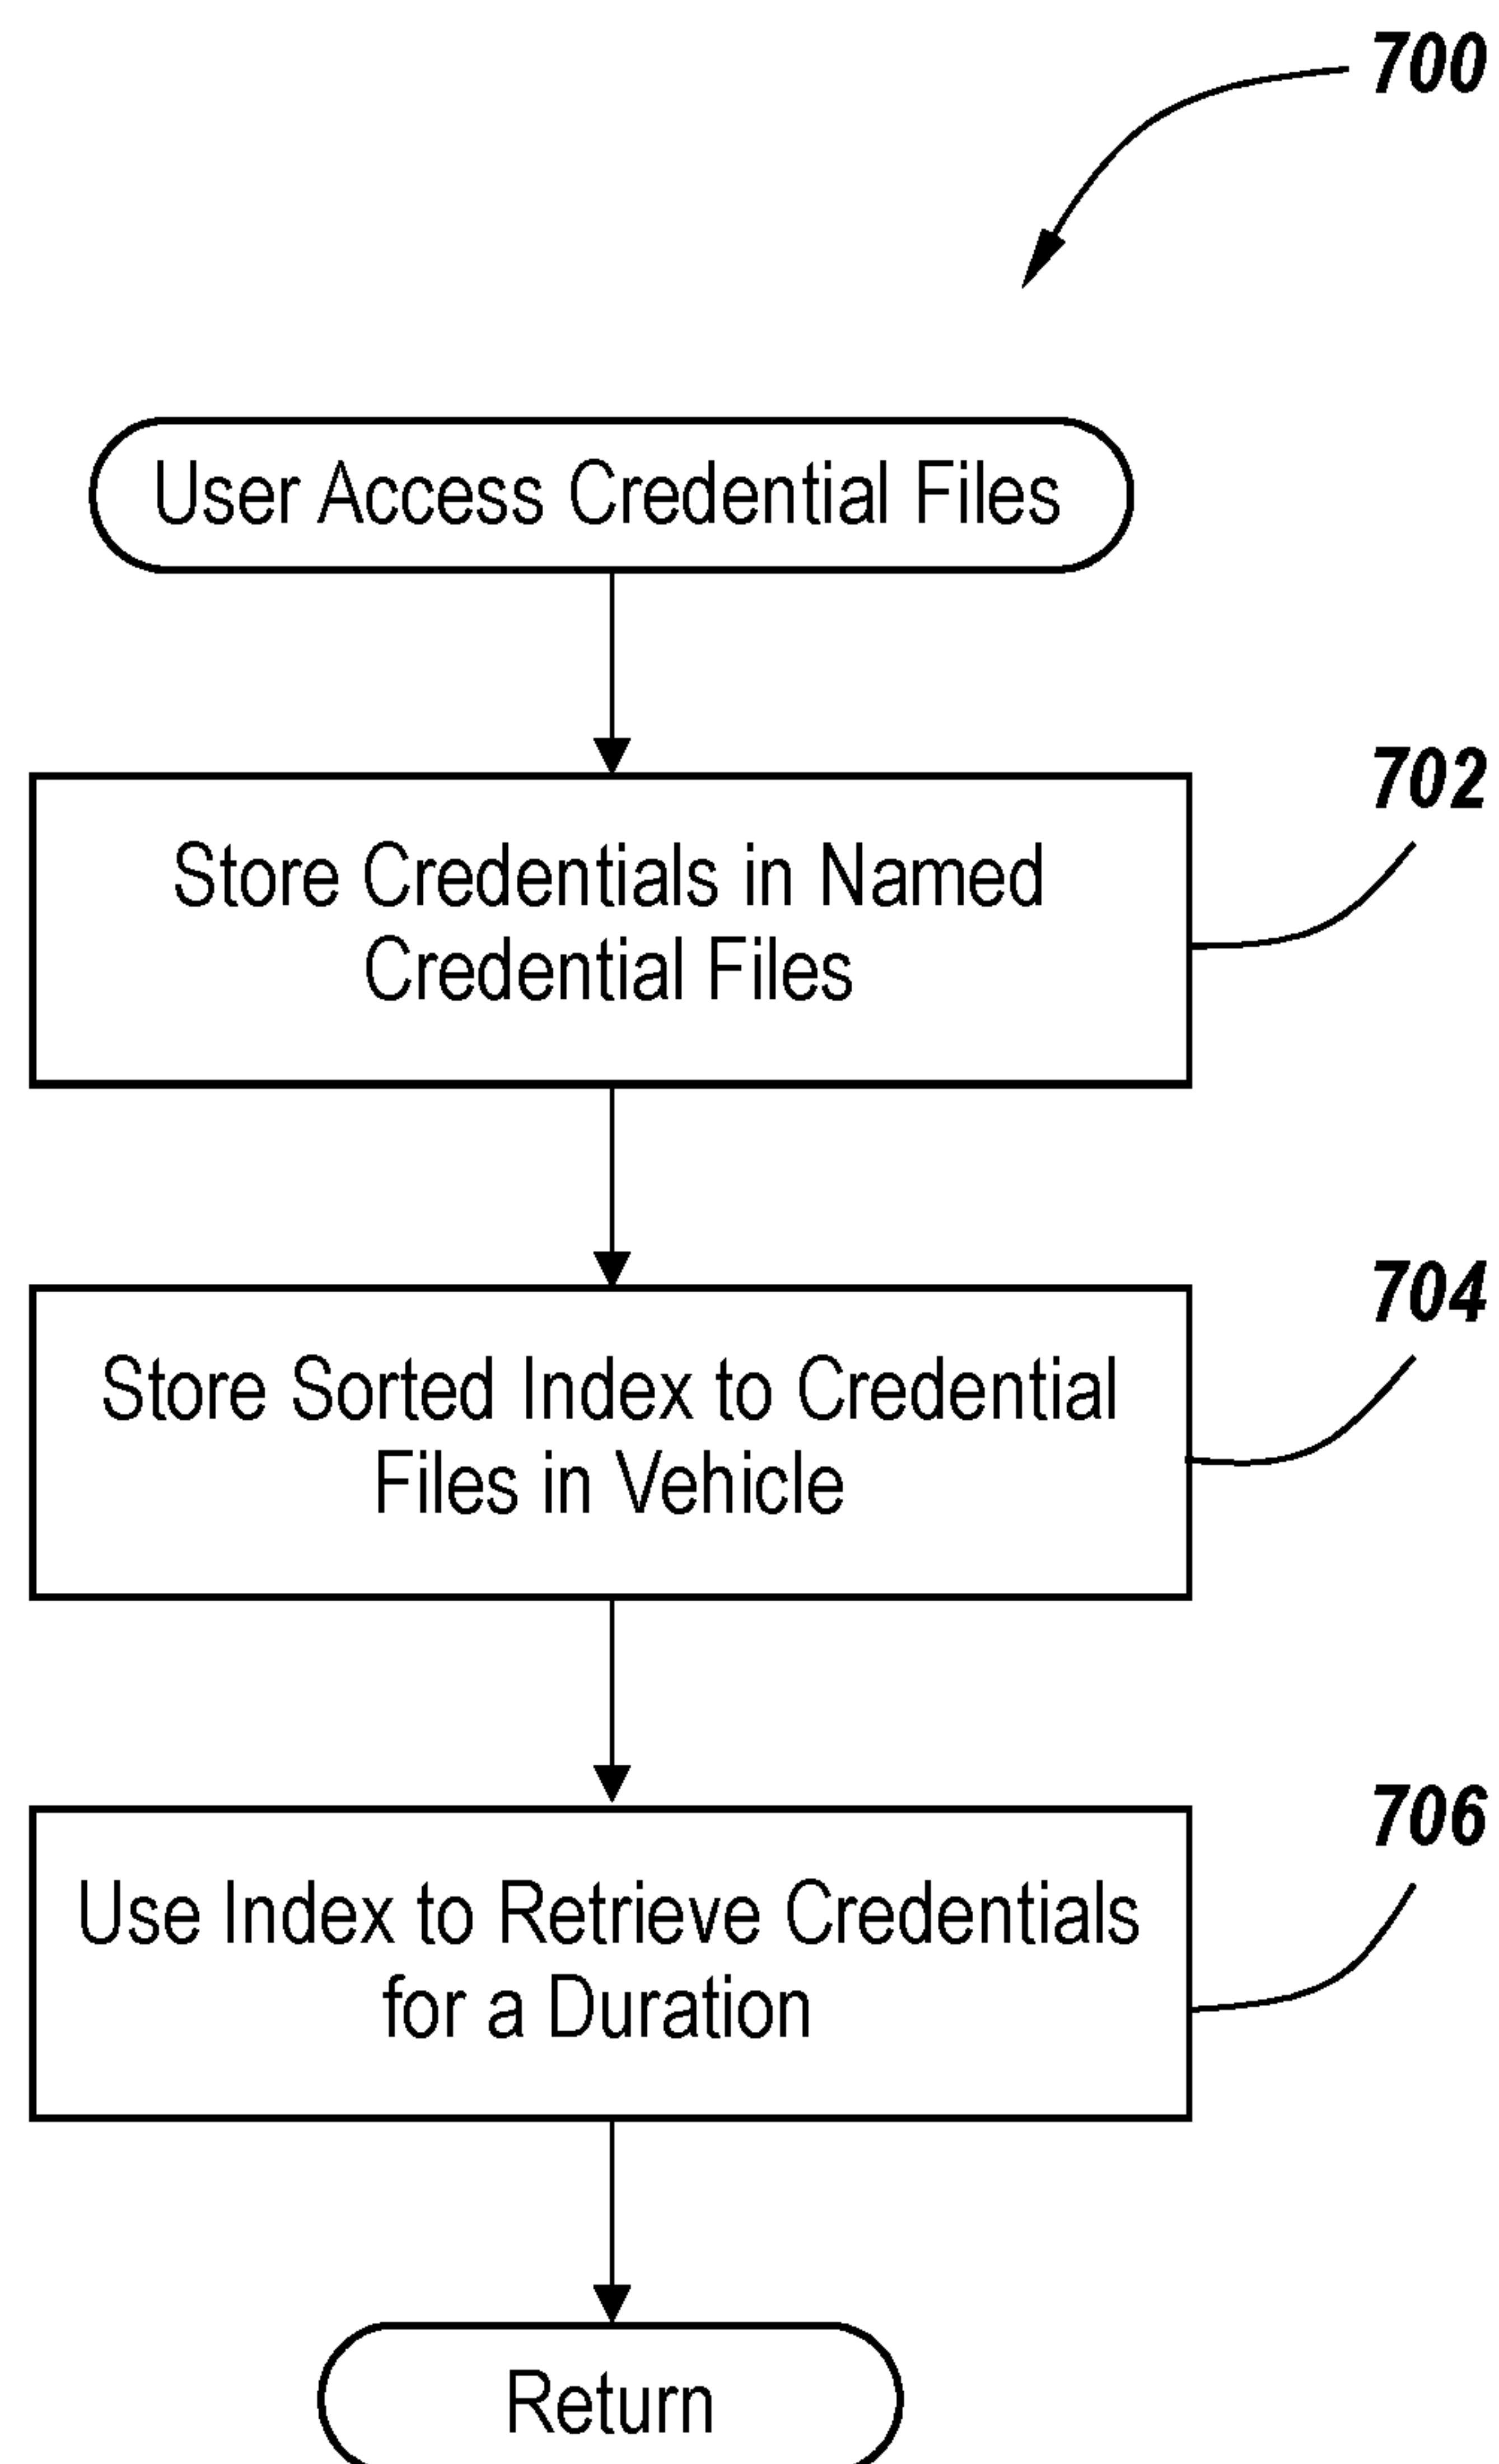 700
User Access Credential Files
702
Store Credentials in Named
Credential Files
704
Store Sorted Index to Credential
Files in Vehicle
706
Use Index to Retrieve Credentials
for a Duration
Return